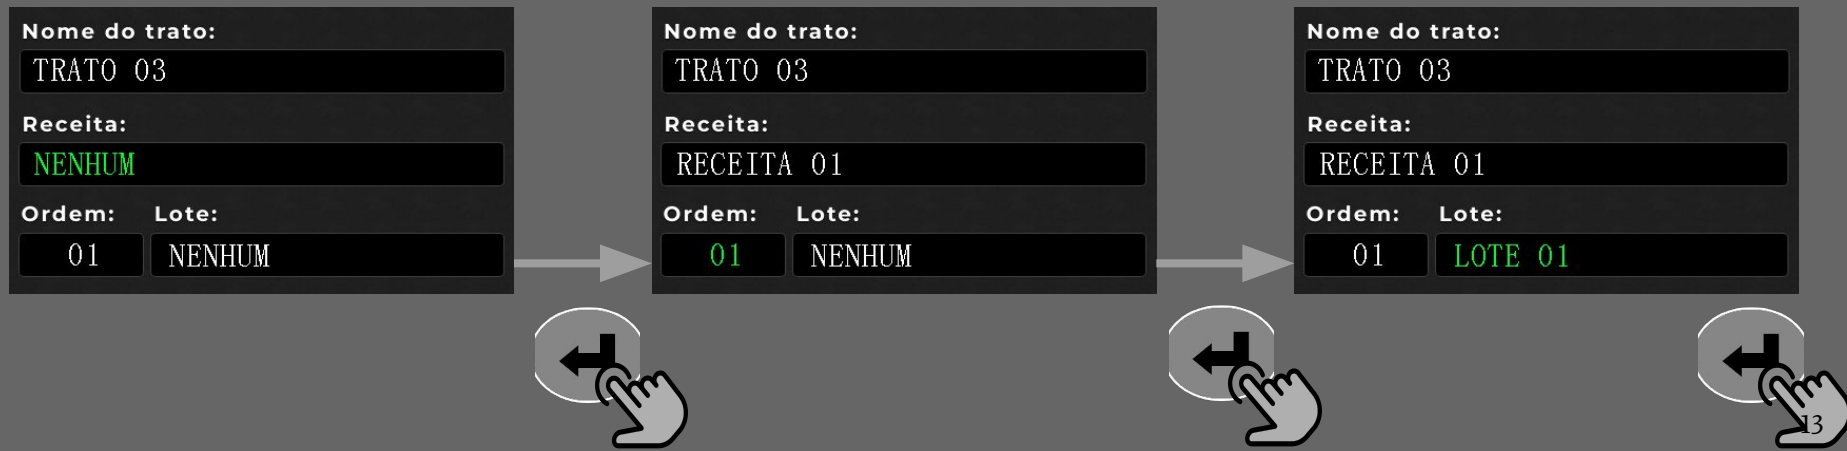 Nome do trato:
TRATO 03
Receita:
NENHUM
Ordem: Lote:
01 NENHUM
Nome do trato:
TRATO 03
Receita:
RECEITA 01
Ordem: Lote:
01 NENHUM
Nome do trato:
TRATO 03
Receita:
RECEITA 01
Ordem: Lote:
01 LOTE 01
13